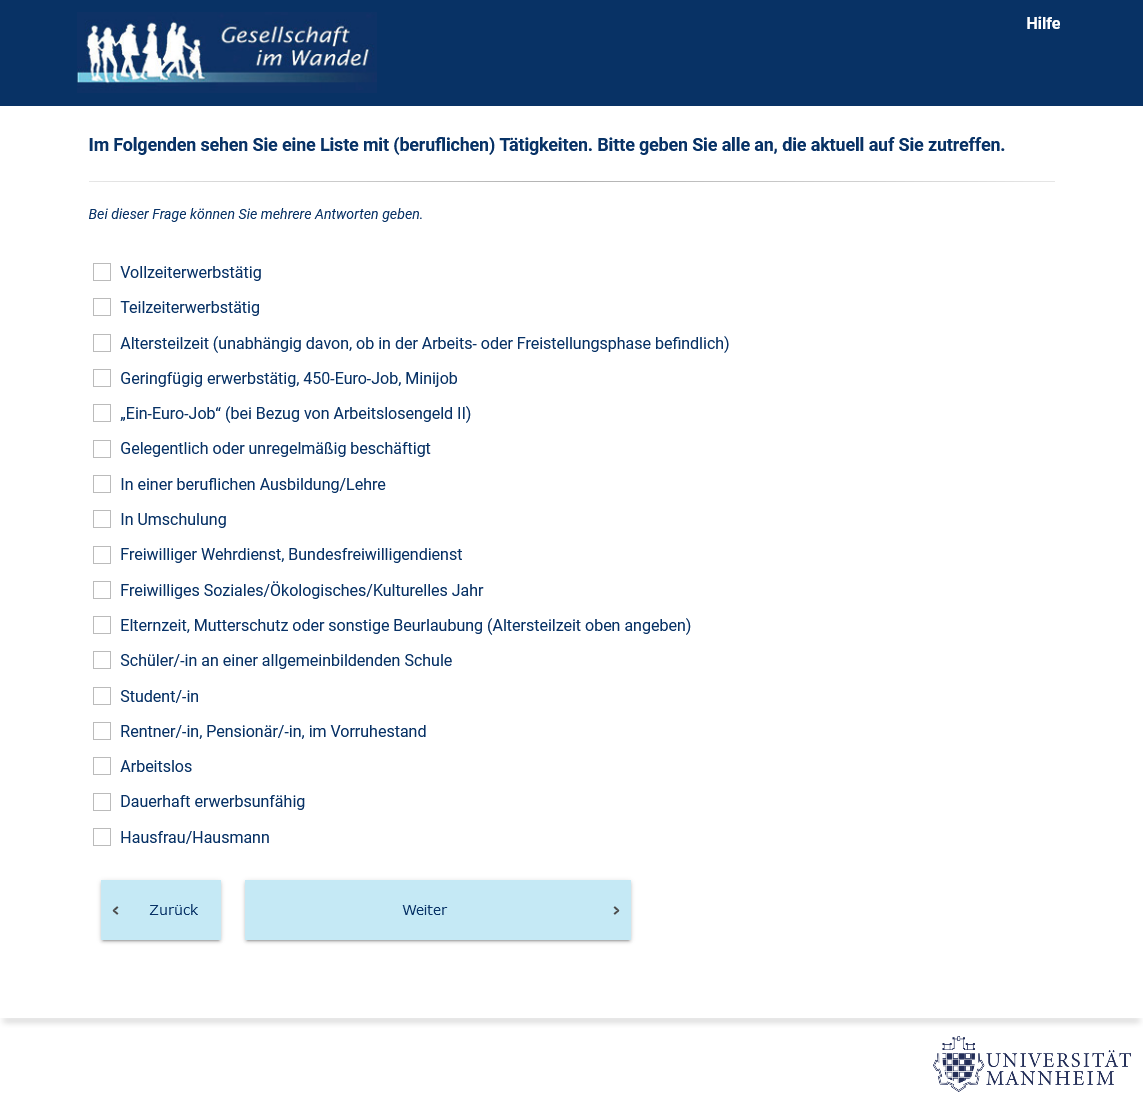 Gesellschaft
im Wandel
Hilfe
Im Folgenden sehen Sie eine Liste mit (beruflichen) Tätigkeiten. Bitte geben Sie alle an, die aktuell auf Sie zutreffen.
Bei dieser Frage können Sie mehrere Antworten geben.
Vollzeiterwerbstätig
Teilzeiterwerbstätig
Altersteilzeit (unabhängig davon, ob in der Arbeits- oder Freistellungsphase befindlich)
Geringfügig erwerbstätig, 450-Euro-Job, Minijob
„Ein-Euro-Job“ (bei Bezug von Arbeitslosengeld II)
Gelegentlich oder unregelmäßig beschäftigt
In einer beruflichen Ausbildung/Lehre
In Umschulung
Freiwilliger Wehrdienst, Bundesfreiwilligendienst
Freiwilliges Soziales/Ökologisches/Kulturelles Jahr
Elternzeit, Mutterschutz oder sonstige Beurlaubung (Altersteilzeit oben angeben)
Schüler/-in an einer allgemeinbildenden Schule
Student/-in
Rentner/-in, Pensionär/-in, im Vorruhestand
Arbeitslos
Dauerhaft erwerbsunfähig
Hausfrau/Hausmann
Zurück
Weiter
UNIVERSITÄT
MANNHEIM